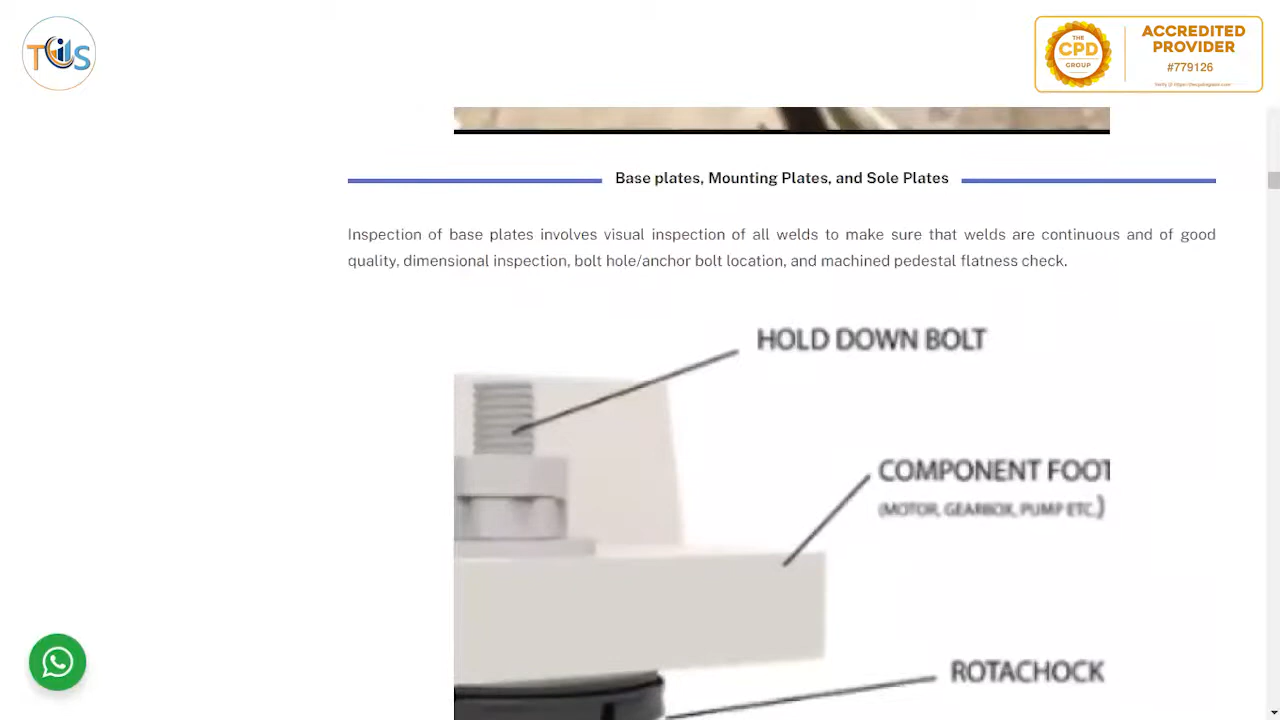 TGiLS
THE
CPD
GROUP
ACCREDITED
PROVIDER
#779126
Base plates, Mounting Plates, and Sole Plates
Inspection of base plates involves visual inspection of all welds to make sure that welds are continuous and of good
quality, dimensional inspection, bolt hole/anchor bolt location, and machined pedestal flatness check.
HOLD DOWN BOLT
COMPONENT FOOT
(MOTOR, GEARBOX, PUMP ETC.)
ROTACHOCK